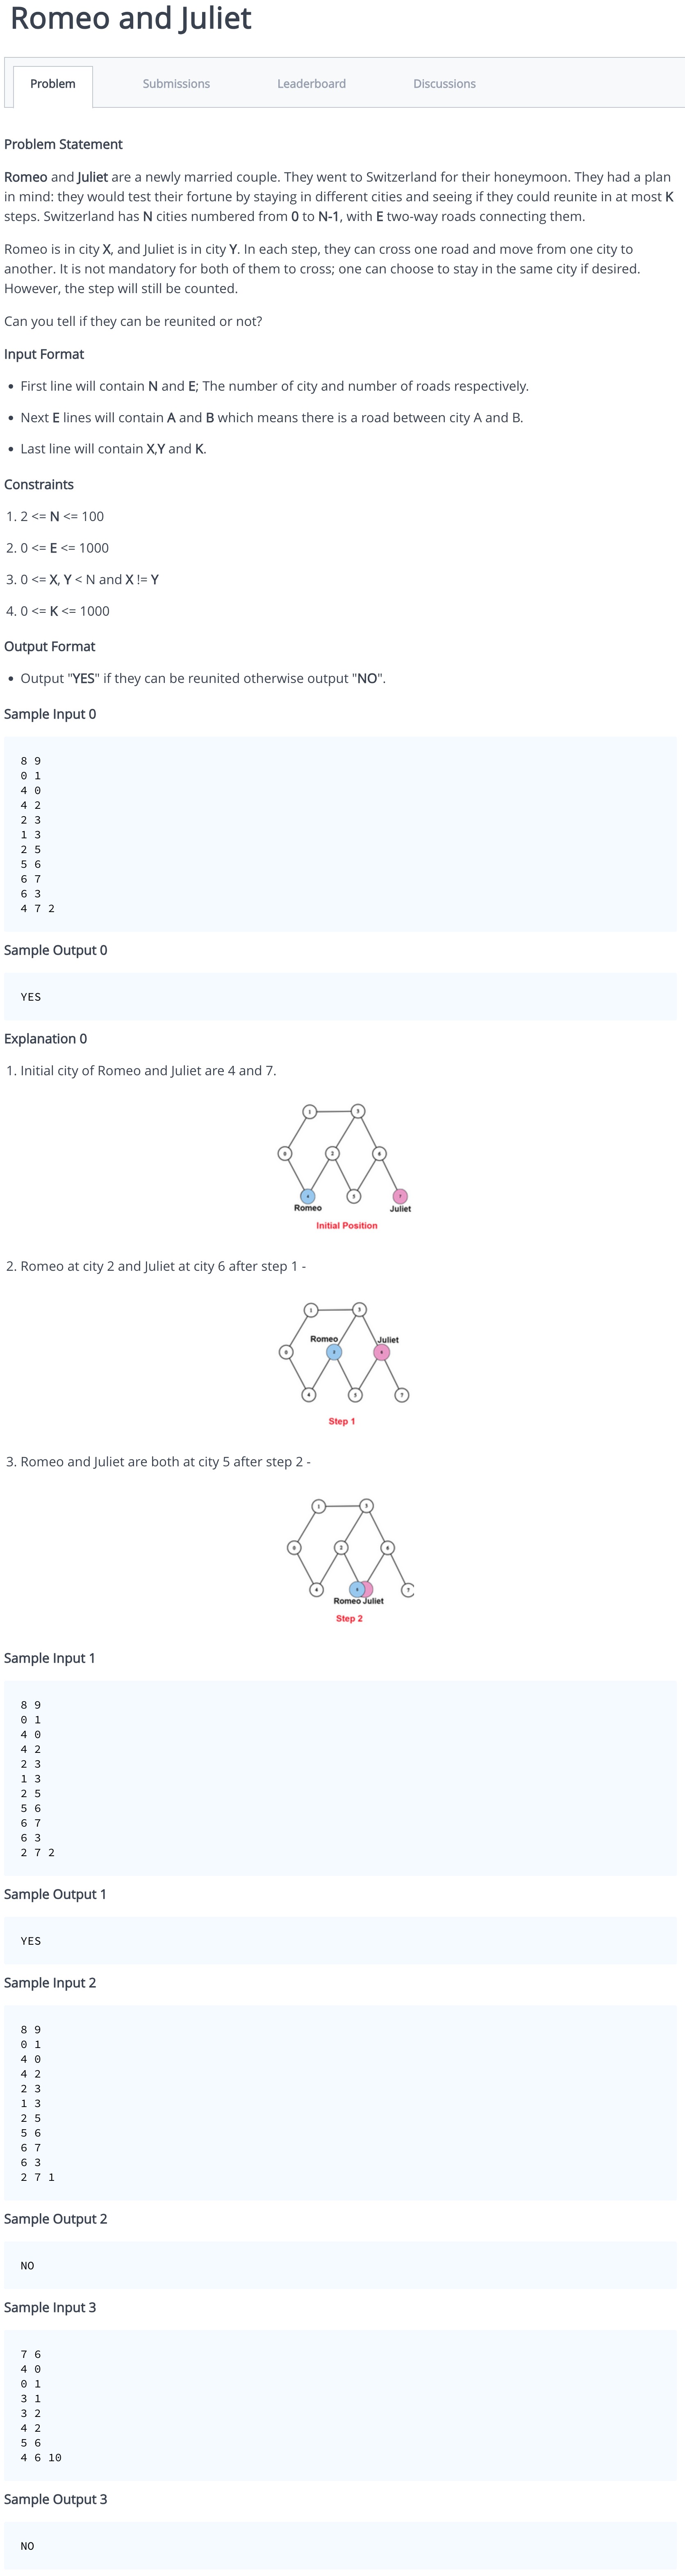 Romeo and Juliet
Problem
Submissions
Leaderboard
Discussions
Problem Statement
Romeo and Juliet are a newly married couple. They went to Switzerland for their honeymoon. They had a plan
in mind: they would test their fortune by staying in different cities and seeing if they could reunite in at most K
steps. Switzerland has N cities numbered from 0 to N-1, with E two-way roads connecting them.
Romeo is in city X, and Juliet is in city Y. In each step, they can cross one road and move from one city to
another. It is not mandatory for both of them to cross; one can choose to stay in the same city if desired.
However, the step will still be counted.
Can you tell if they can be reunited or not?
Input Format
• First line will contain N and E; The number of city and number of roads respectively.
• Next E lines will contain A and B which means there is a road between city A and B.
• Last line will contain X,Y and K.
Constraints
1. 2 <= N <= 100
2. 0 <= E <= 1000
3. 0 <= X, Y < N and X != Y
4. 0 <= K <= 1000
Output Format
• Output "YES" if they can be reunited otherwise output "NO".
Sample Input 0
8 9
0 1
4 0
4 2
2 3
1 3
2 5
5 6
6 7
6 3
4 7 2
Sample Output 0
YES
Explanation 0
1. Initial city of Romeo and Juliet are 4 and 7.
1 3
0 2 6
4 5 7
Romeo Juliet
Initial Position
2. Romeo at city 2 and Juliet at city 6 after step 1 -
1 3
Romeo Juliet
0 2 6
4 5 7
Step 1
3. Romeo and Juliet are both at city 5 after step 2 -
1 3
0 2 6
4 5 7
Romeo Juliet
Step 2
Sample Input 1
8 9
0 1
4 0
4 2
2 3
1 3
2 5
5 6
6 7
6 3
2 7 2
Sample Output 1
YES
Sample Input 2
8 9
0 1
4 0
4 2
2 3
1 3
2 5
5 6
6 7
6 3
2 7 1
Sample Output 2
NO
Sample Input 3
7 6
4 0
0 1
3 1
3 2
4 2
5 6
4 6 10
Sample Output 3
NO